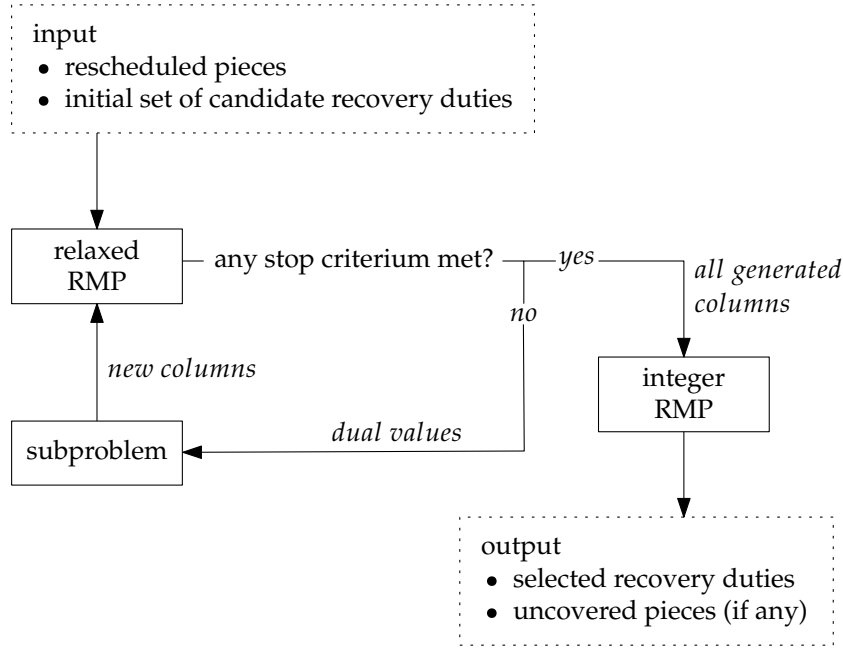 input
• rescheduled pieces
• initial set of candidate recovery duties
relaxed
RMP
any stop criterium met?
yes
no
all generated
columns
new columns
integer
RMP
dual values
subproblem
output
• selected recovery duties
• uncovered pieces (if any)